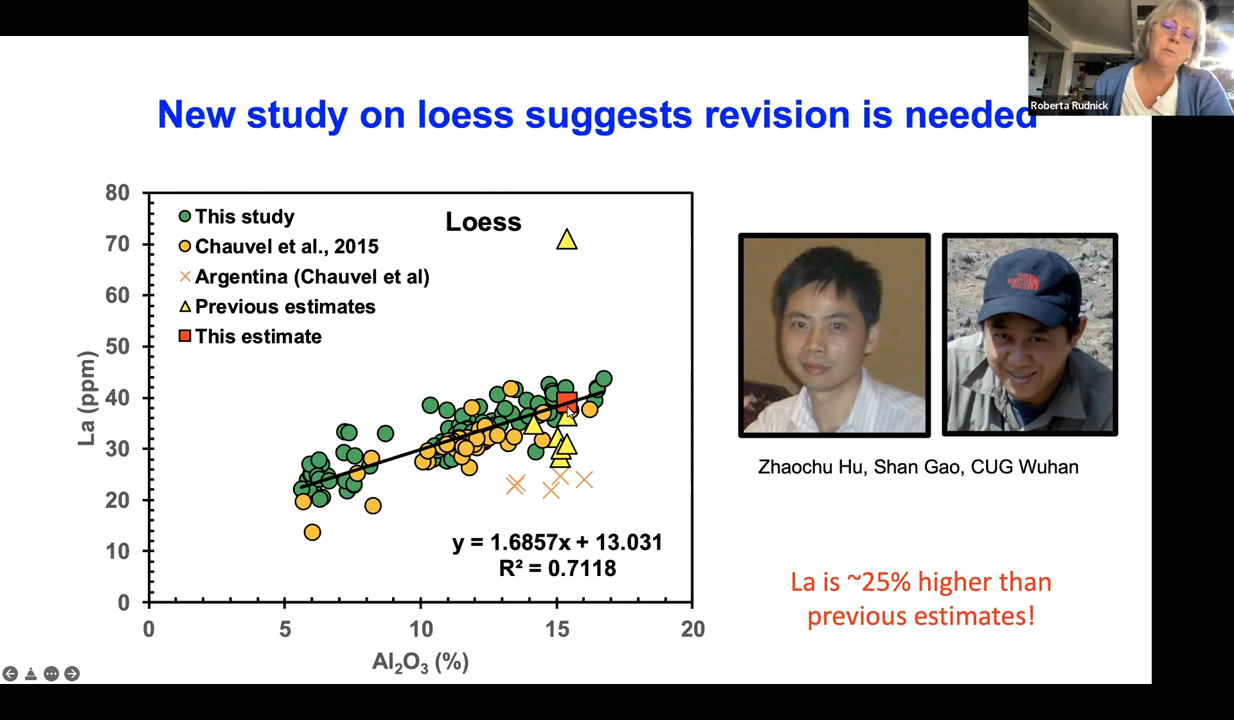 Roberta Rudnick
New study on loess suggests revision is needed
80
70
60
50
40
30
20
10
0
La (ppm)
This study
Chauvel et al., 2015
Argentina (Chauvel et al)
Previous estimates
This estimate
Loess
y = 1.6857x + 13.031
R² = 0.7118
0 5 10 15 20
Al₂O₃ (%)
Zhaochu Hu, Shan Gao, CUG Wuhan
La is ~25% higher than
previous estimates!